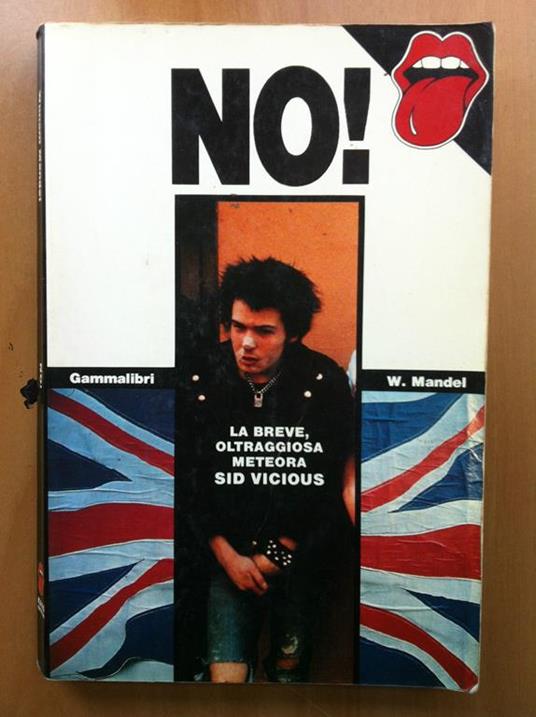 NO!
Gammalibri
W. Mandel
LA BREVE,
OLTRAGGIOSA
METEORA
SID VICIOUS